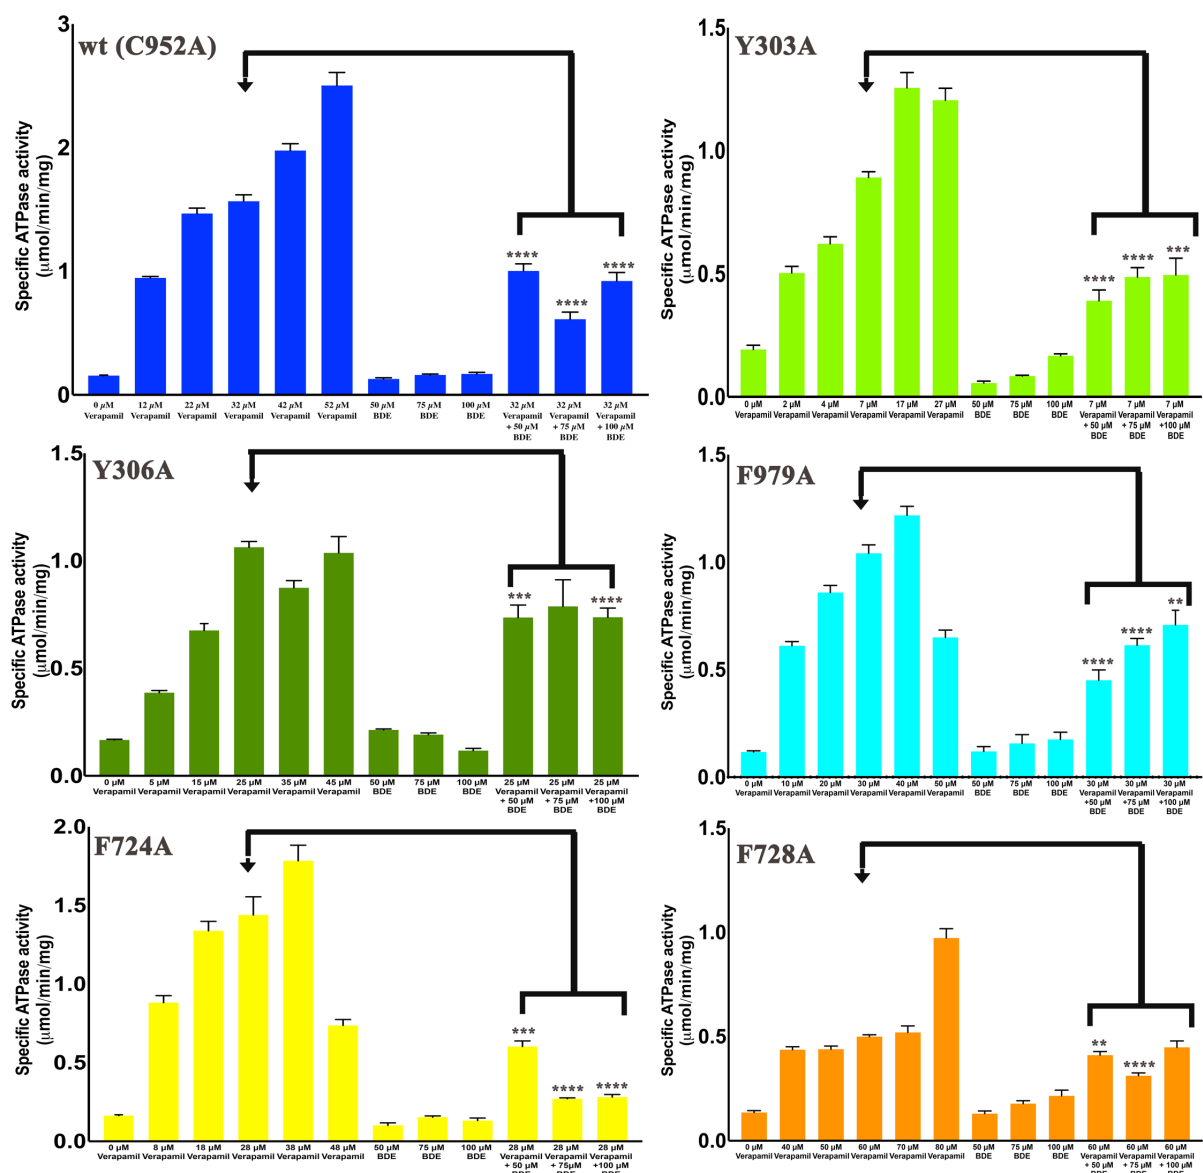 wt (C952A)
Specific ATPase activity
(μmol/min/mg)
3
2
1
0
**** **** ****
0 μM 12 μM 22 μM 32 μM 42 μM 52 μM 50 μM 75 μM 100 μM 32 μM 32 μM 32 μM
Verapamil Verapamil Verapamil Verapamil Verapamil Verapamil BDE BDE BDE Verapamil Verapamil Verapamil
+ 50 μM + 75 μM + 100 μM
BDE BDE BDE
Y303A
Specific ATPase activity
(μmol/min/mg)
1.5
1.0
0.5
0.0
**** **** ***
0 μM 2 μM 4 μM 7 μM 17 μM 27 μM 50 μM 75 μM 100 μM 7 μM 7 μM 7 μM
Verapamil Verapamil Verapamil Verapamil Verapamil Verapamil BDE BDE BDE Verapamil Verapamil Verapamil
+ 50 μM + 75 μM +100 μM
BDE BDE BDE
Y306A
Specific ATPase activity
(μmol/min/mg)
1.5
1.0
0.5
0.0
*** ****
0 μM 5 μM 15 μM 25 μM 35 μM 45 μM 50 μM 75 μM 100 μM 25 μM 25 μM 25 μM
Verapamil Verapamil Verapamil Verapamil Verapamil Verapamil BDE BDE BDE Verapamil Verapamil Verapamil
+ 50 μM + 75 μM +100 μM
BDE BDE BDE
F979A
Specific ATPase activity
(μmol/min/mg)
1.5
1.0
0.5
0.0
**** **** **
0 μM 10 μM 20 μM 30 μM 40 μM 50 μM 50 μM 75 μM 100 μM 30 μM 30 μM 30 μM
Verapamil Verapamil Verapamil Verapamil Verapamil Verapamil BDE BDE BDE Verapamil Verapamil Verapamil
+50 μM +75 μM +100 μM
BDE BDE BDE
F724A
Specific ATPase activity
(μmol/min/mg)
2.0
1.5
1.0
0.5
0.0
*** **** ****
0 μM 8 μM 18 μM 28 μM 38 μM 48 μM 50 μM 75 μM 100 μM 28 μM 28 μM 28 μM
Verapamil Verapamil Verapamil Verapamil Verapamil Verapamil BDE BDE BDE Verapamil Verapamil Verapamil
+ 50 μM + 75μM +100 μM
BDE BDE BDE
F728A
Specific ATPase activity
(μmol/min/mg)
1.5
1.0
0.5
0.0
** ****
0 μM 40 μM 50 μM 60 μM 70 μM 80 μM 50 μM 75 μM 100 μM 60 μM 60 μM 60 μM
Verapamil Verapamil Verapamil Verapamil Verapamil Verapamil BDE BDE BDE Verapamil Verapamil Verapamil
+ 50 μM + 75 μM + 100 μM
BDE BDE BDE